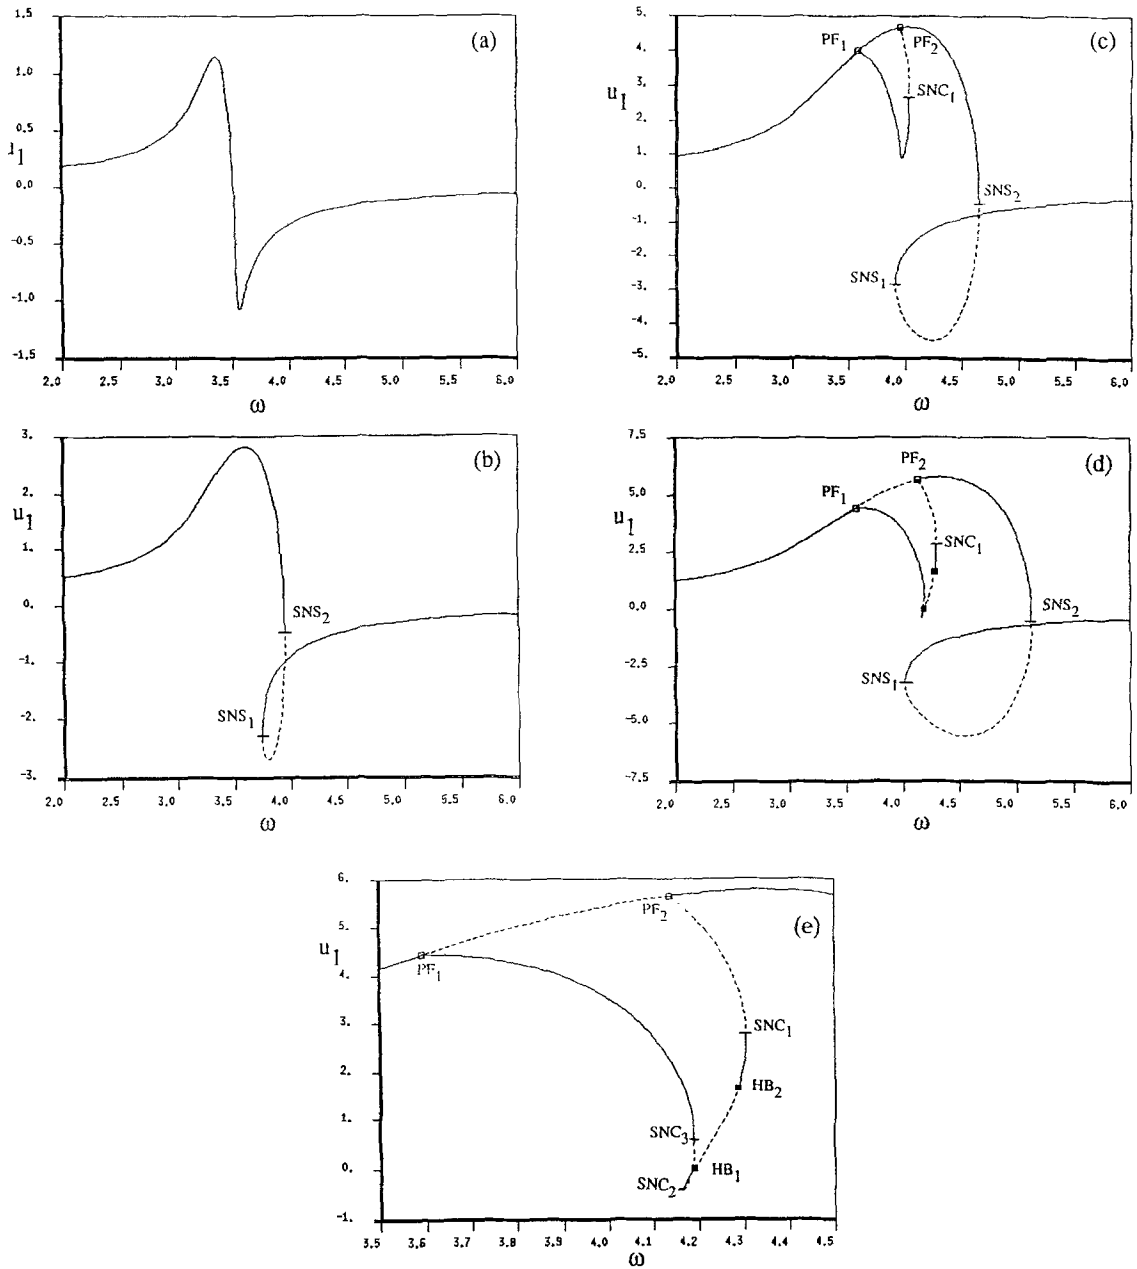 1.5
1.0
0.5
0.0
-0.5
-1.0
-1.5
u1
(a)
2.0 2.5 3.0 3.5 4.0 4.5 5.0 5.5 6.0
ω
5.
4.
3.
2.
1.
0.
-1.
-2.
-3.
-4.
-5.
u1
(c)
PF1
PF2
SNC1
SNS2
SNS1
2.0 2.5 3.0 3.5 4.0 4.5 5.0 5.5 6.0
ω
3.
2.
1.
0.
-1.
-2.
-3.
u1
(b)
SNS2
SNS1
2.0 2.5 3.0 3.5 4.0 4.5 5.0 5.5 6.0
ω
7.5
5.0
2.5
0.0
-2.5
-5.0
-7.5
u1
(d)
PF2
PF1
SNC1
SNS2
SNS1
2.0 2.5 3.0 3.5 4.0 4.5 5.0 5.5 6.0
ω
6.
5.
4.
3.
2.
1.
0.
-1.
u1
(e)
PF2
PF1
SNC1
HB2
SNC3
HB1
SNC2
3.5 3.6 3.7 3.8 3.9 4.0 4.1 4.2 4.3 4.4 4.5
ω